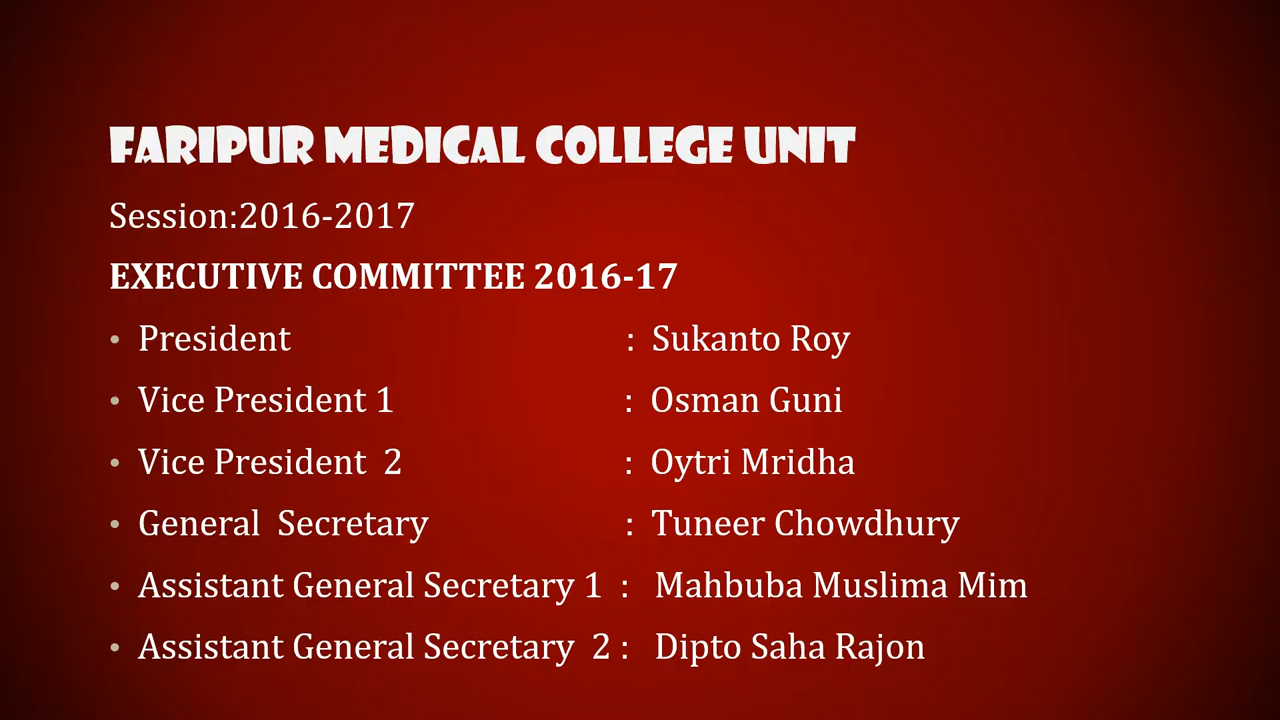 FARIPUR MEDICAL COLLEGE UNIT
Session:2016-2017
EXECUTIVE COMMITTEE 2016-17
• President : Sukanto Roy
• Vice President 1 : Osman Guni
• Vice President 2 : Oytri Mridha
• General Secretary : Tuneer Chowdhury
• Assistant General Secretary 1 : Mahbuba Muslima Mim
• Assistant General Secretary 2 : Dipto Saha Rajon